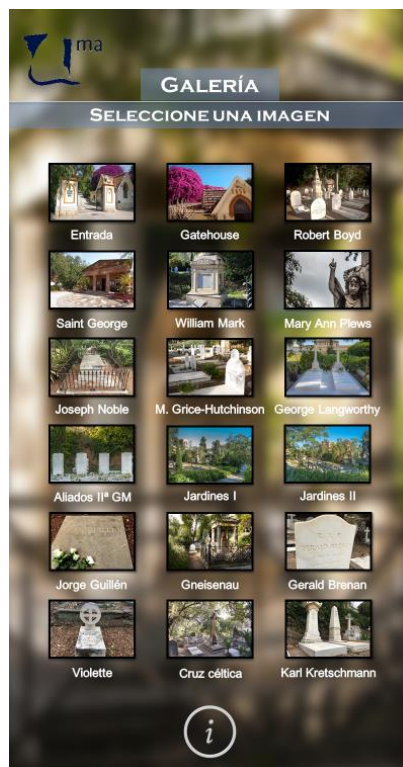 uma
GALERÍA
SELECCIONE UNA IMAGEN
Entrada
Gatehouse
Robert Boyd
Saint George
William Mark
Mary Ann Plews
Joseph Noble
M. Grice-Hutchinson
George Langworthy
Aliados IIª GM
Jardines I
Jardines II
Jorge Guillén
Gneisenau
Gerald Brenan
Violette
Cruz céltica
Karl Kretschmann
i